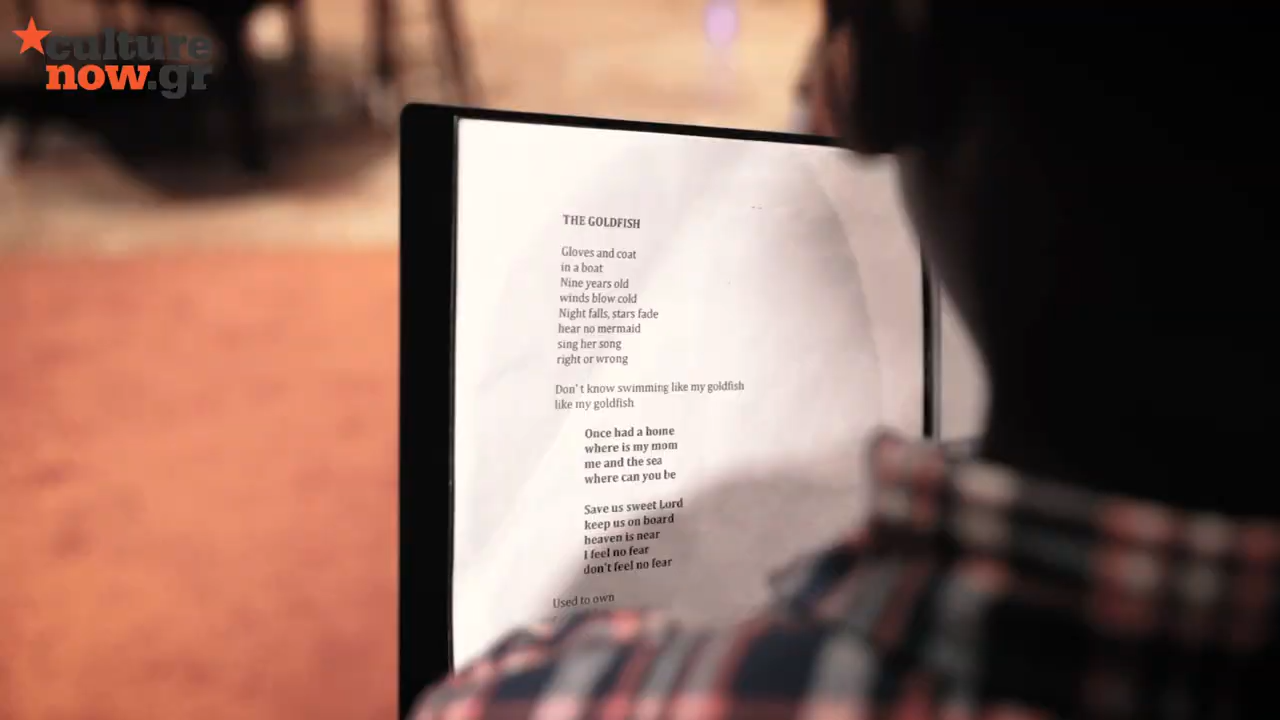 culture
now.gr
THE GOLDFISH
Gloves and coat
in a boat
Nine years old
winds blow cold
Night falls, stars fade
hear no mermaid
sing her song
right or wrong
Don't know swimming like my goldfish
like my goldfish
Once had a home
where is my mom
me and the sea
where can you be
Save us sweet Lord
keep us on board
heaven is near
I feel no fear
don't feel no fear
Used to own